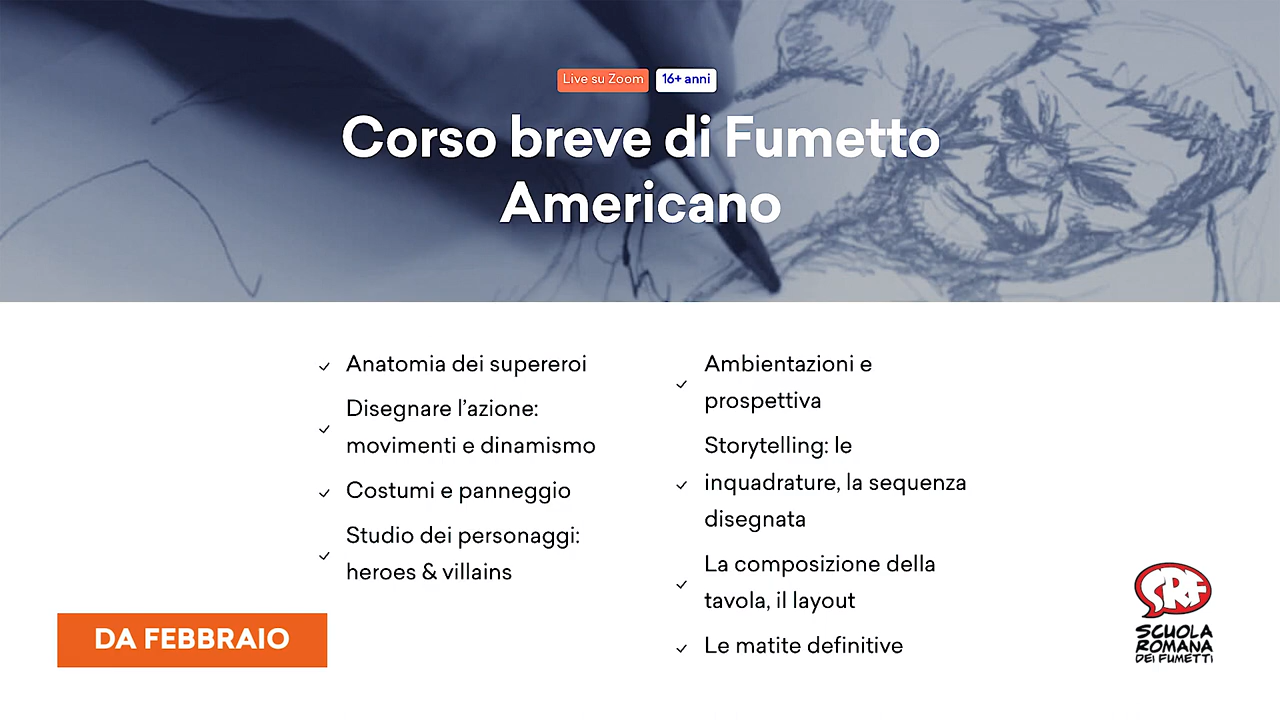 Live su Zoom
16+ anni
Corso breve di Fumetto
Americano
Anatomia dei supereroi
Disegnare l’azione:
movimenti e dinamismo
Costumi e panneggio
Studio dei personaggi:
heroes & villains
Ambientazioni e
prospettiva
Storytelling: le
inquadrature, la sequenza
disegnata
La composizione della
tavola, il layout
Le matite definitive
DA FEBBRAIO
SRF
SCUOLA
ROMANA
DEI FUMETTI